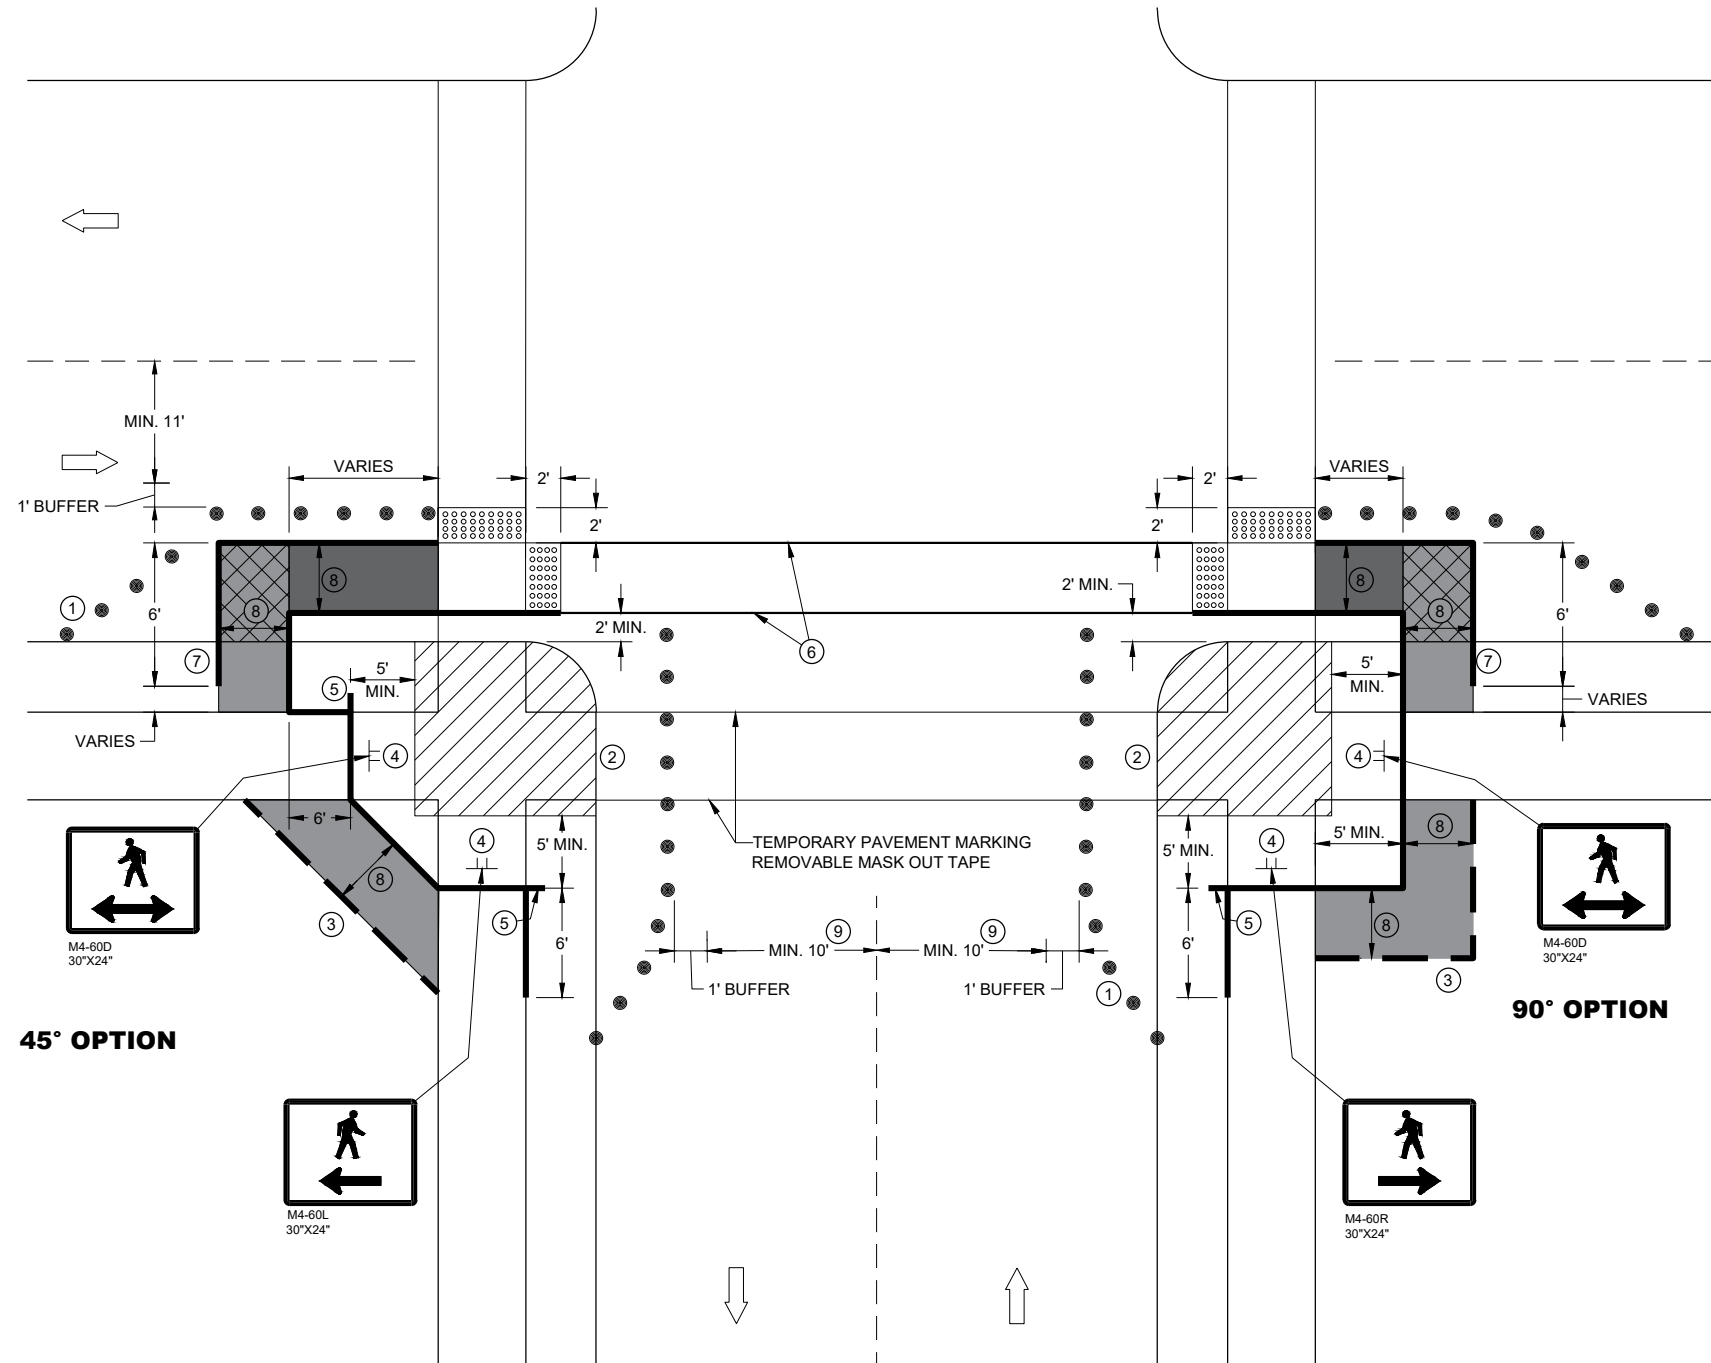 MIN. 11'
1' BUFFER
VARIES
2'
2'
2'
2'
VARIES
8
8
6'
1
7
VARIES
2' MIN.
6
2' MIN.
8
8
6'
7
VARIES
5
5'
MIN.
5'
MIN.
4
2
2
4
6'
TEMPORARY PAVEMENT MARKING
REMOVABLE MASK OUT TAPE
4
5' MIN.
8
3
5
6'
5' MIN.
4
5' MIN.
8
8
5
6'
3
9
MIN. 10'
MIN. 10'
9
1' BUFFER
1' BUFFER
1
M4-60D
30"X24"
M4-60D
30"X24"
45° OPTION
90° OPTION
M4-60L
30"X24"
M4-60R
30"X24"